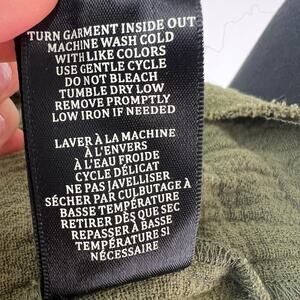 TURN GARMENT INSIDE OUT
MACHINE WASH COLD
WITH LIKE COLORS
USE GENTLE CYCLE
DO NOT BLEACH
TUMBLE DRY LOW
REMOVE PROMPTLY
LOW IRON IF NEEDED
LAVER À LA MACHINE
À L'ENVERS
À L'EAU FROIDE
CYCLE DÉLICAT
NE PAS JAVELLISER
SÉCHER PAR CULBUTAGE À
BASSE TEMPÉRATURE
RETIRER DÈS QUE SEC
REPASSER À BASSE
TEMPÉRATURE SI
NÉCESSAIRE